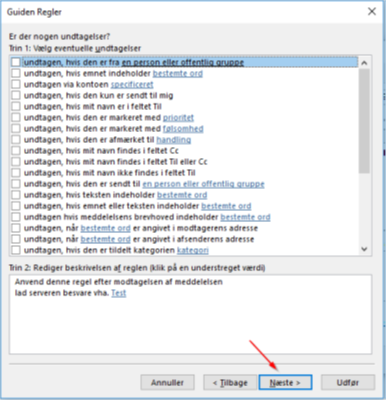 Guiden Regler
Er der nogen undtagelser?
Trin 1: Vælg eventuelle undtagelser
undtagen, hvis den er fra en person eller offentlig gruppe
undtagen, hvis emnet indeholder bestemte ord
undtagen via kontoen specificeret
undtagen, hvis den kun er sendt til mig
undtagen, hvis mit navn er i feltet Til
undtagen, hvis den er markeret med prioritet
undtagen, hvis den er markeret med følsomhed
undtagen, hvis den er afmærket til handling
undtagen, hvis mit navn findes i feltet Cc
undtagen, hvis mit navn findes i feltet Til eller Cc
undtagen, hvis mit navn ikke findes i feltet Til
undtagen, hvis den er sendt til en person eller offentlig gruppe
undtagen, hvis teksten indeholder bestemte ord
undtagen, hvis emnet eller teksten indeholder bestemte ord
undtagen hvis meddelelsens brevhoved indeholder bestemte ord
undtagen, når bestemte ord er angivet i modtagerens adresse
undtagen, når bestemte ord er angivet i afsenderens adresse
undtagen, hvis den er tildelt kategorien kategori
Trin 2: Rediger beskrivelsen af reglen (klik på en understreget værdi)
Anvend denne regel efter modtagelsen af meddelelsen
lad serveren besvare vha. Test
Annuller
< Tilbage
Næste >
Udfør